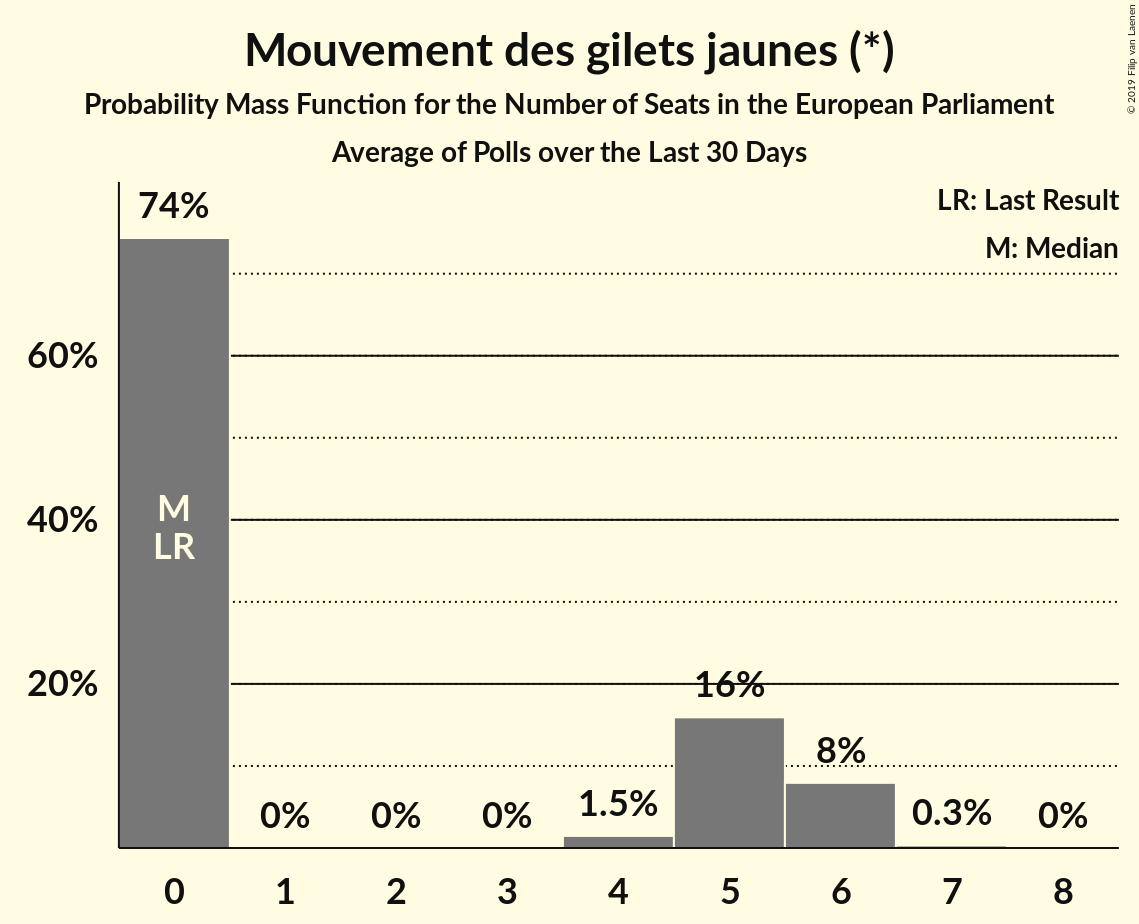 Mouvement des gilets jaunes (*)
Probability Mass Function for the Number of Seats in the European Parliament
Average of Polls over the Last 30 Days
© 2019 Filip van Laenen
LR: Last Result
M: Median
74%
60%
40%
20%
M
LR
0%
0%
0%
1.5%
16%
8%
0.3%
0%
0 1 2 3 4 5 6 7 8